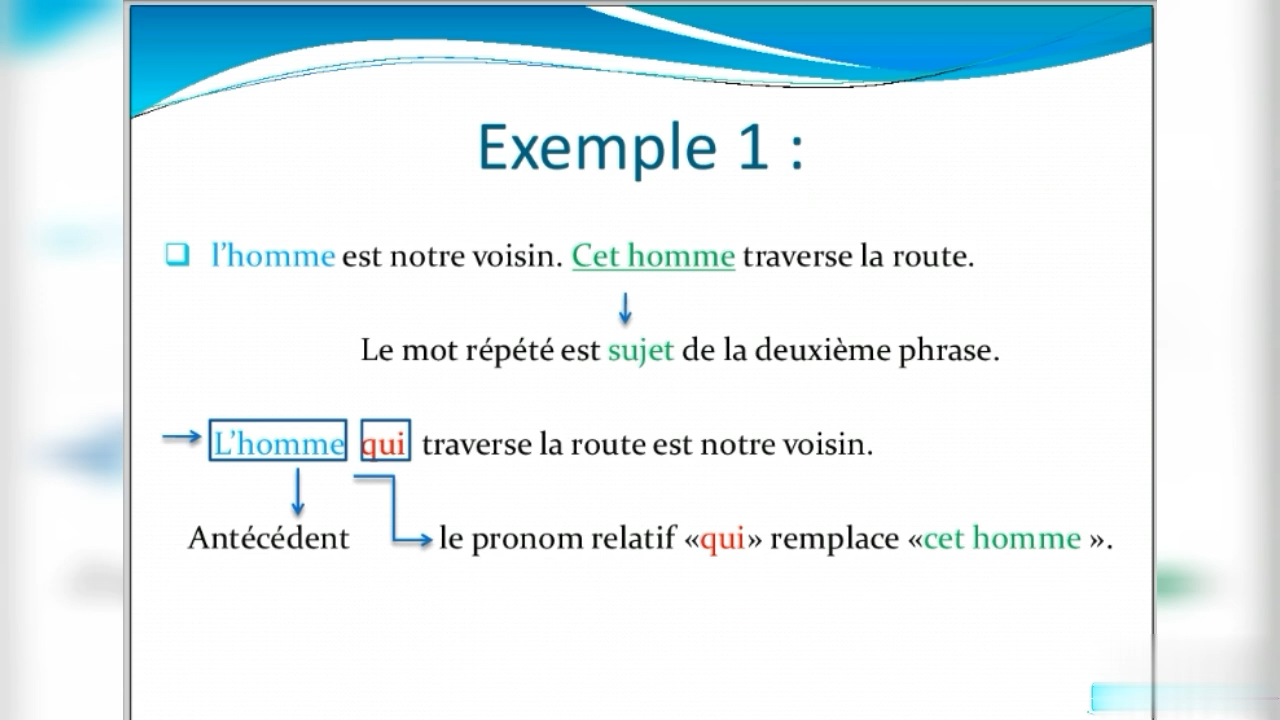 Exemple 1 :
l'homme est notre voisin. Cet homme traverse la route.
Le mot répété est sujet de la deuxième phrase.
L'homme qui traverse la route est notre voisin.
Antécédent le pronom relatif «qui» remplace «cet homme ».